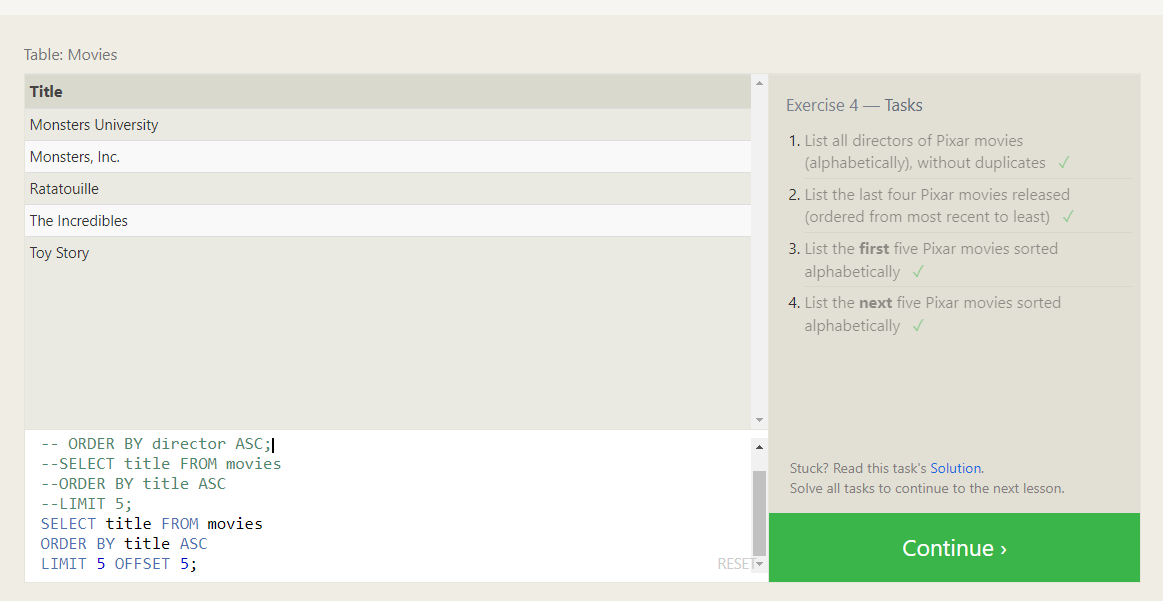 Table: Movies
Title
Monsters University
Monsters, Inc.
Ratatouille
The Incredibles
Toy Story
-- ORDER BY director ASC;
--SELECT title FROM movies
--ORDER BY title ASC
--LIMIT 5;
SELECT title FROM movies
ORDER BY title ASC
LIMIT 5 OFFSET 5;
RESET
Exercise 4 — Tasks
1. List all directors of Pixar movies
(alphabetically), without duplicates ✓
2. List the last four Pixar movies released
(ordered from most recent to least) ✓
3. List the first five Pixar movies sorted
alphabetically ✓
4. List the next five Pixar movies sorted
alphabetically ✓
Stuck? Read this task's Solution.
Solve all tasks to continue to the next lesson.
Continue ›